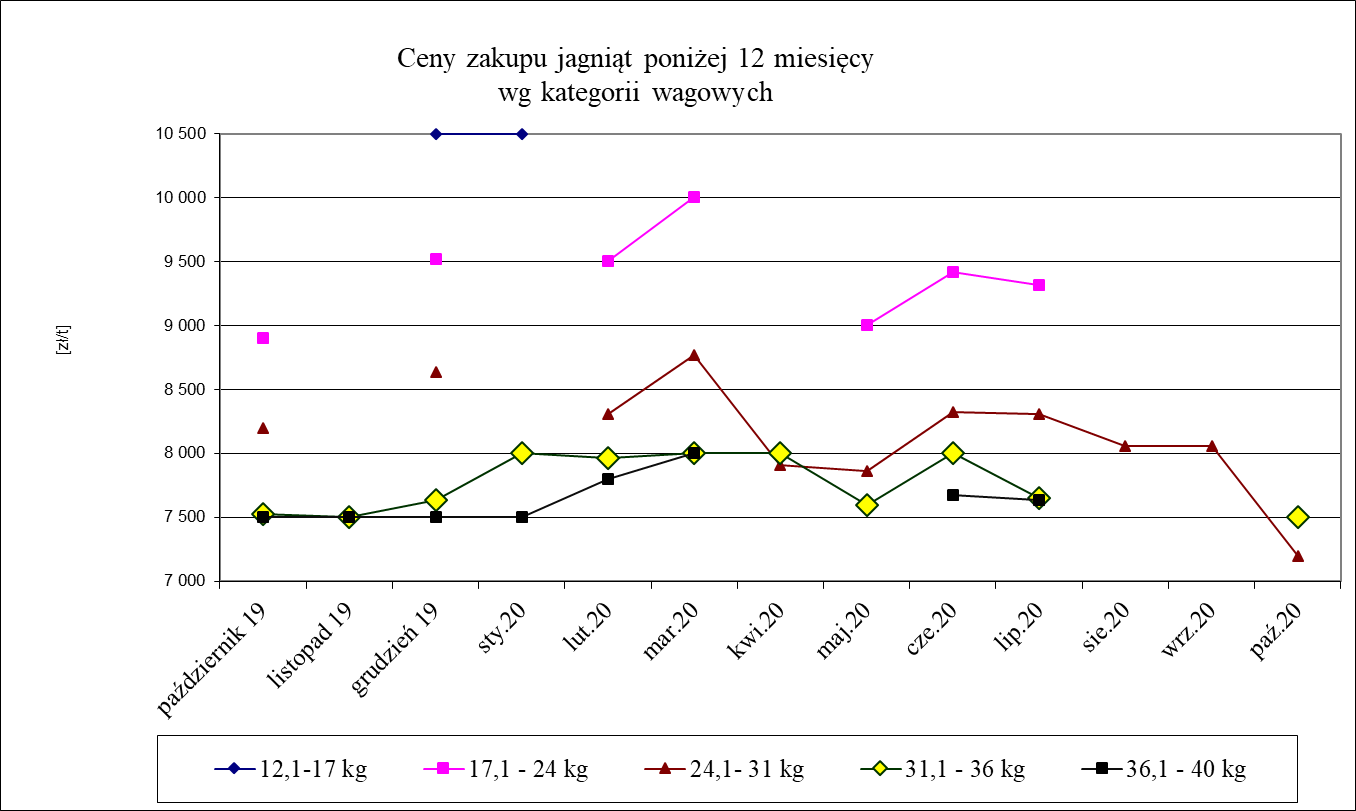 Ceny zakupu jagniąt poniżej 12 miesięcy
wg kategorii wagowych
[zł/t]
10 500
10 000
9 500
9 000
8 500
8 000
7 500
7 000
październik 19
listopad 19
grudzień 19
sty.20
lut.20
mar.20
kwi.20
maj.20
cze.20
lip.20
sie.20
wrz.20
paź.20
12,1-17 kg
17,1 - 24 kg
24,1- 31 kg
31,1 - 36 kg
36,1 - 40 kg